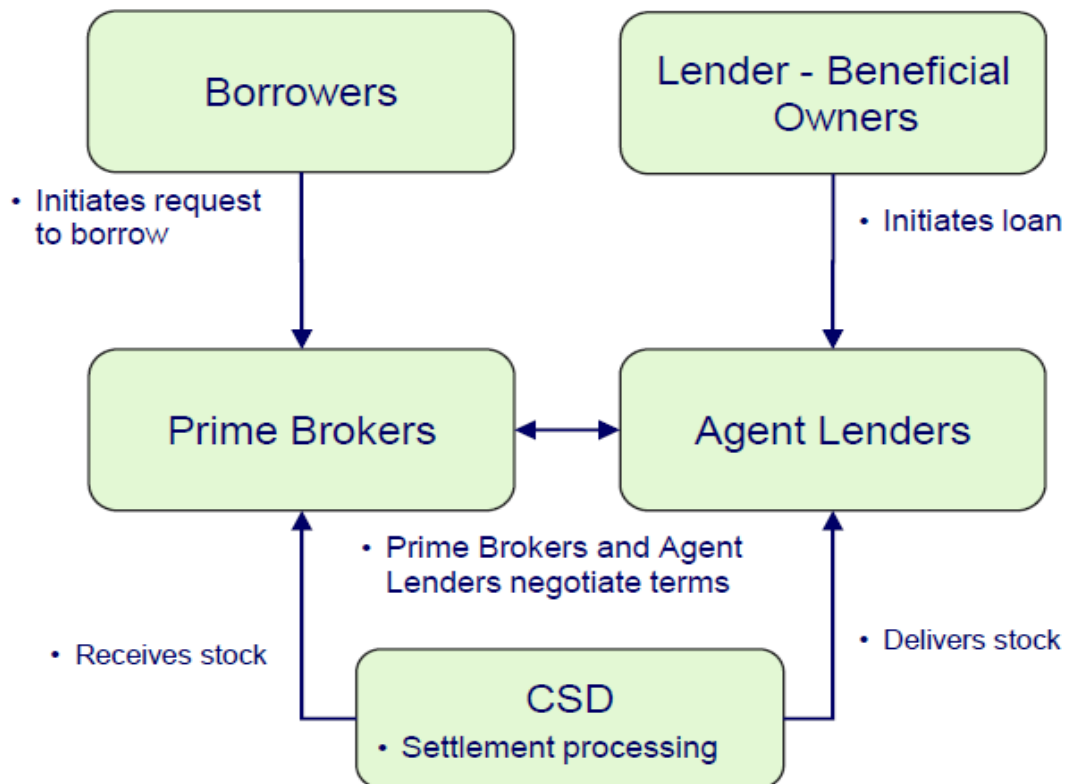 Borrowers
Lender - Beneficial
Owners
• Initiates request
to borrow
• Initiates loan
Prime Brokers
Agent Lenders
• Prime Brokers and Agent
Lenders negotiate terms
• Receives stock
• Delivers stock
CSD
• Settlement processing